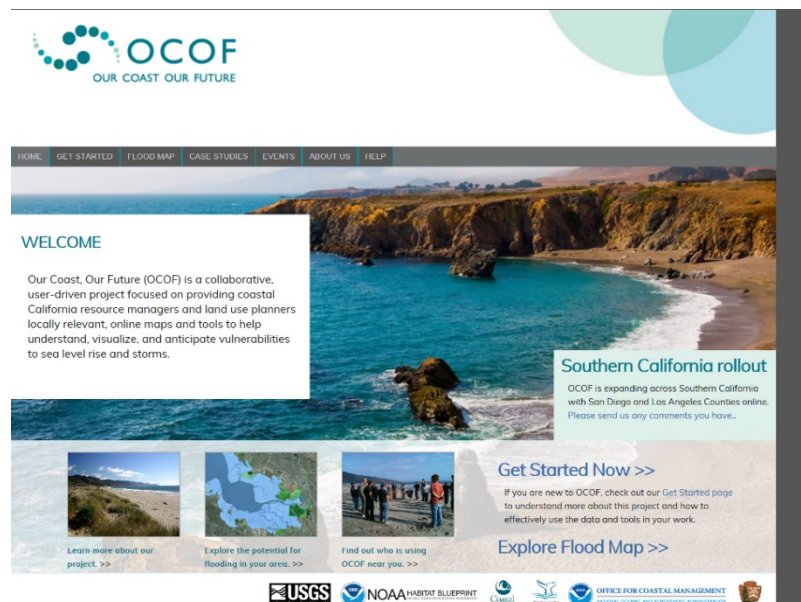 OCOF
OUR COAST OUR FUTURE
HOME GET STARTED FLOOD MAP CASE STUDIES EVENTS ABOUT US HELP
WELCOME
Our Coast, Our Future (OCOF) is a collaborative,
user-driven project focused on providing coastal
California resource managers and land use planners
locally relevant, online maps and tools to help
understand, visualize, and anticipate vulnerabilities
to sea level rise and storms.
Southern California rollout
OCOF is expanding across Southern California
with San Diego and Los Angeles Counties online.
Please send us any comments you have..
Learn more about our
project. >>
Explore the potential for
flooding in your area. >>
Find out who is using
OCOF near you. >>
Get Started Now >>
If you are new to OCOF, check out our Get Started page
to understand more about this project and how to
effectively use the data and tools in your work.
Explore Flood Map >>
USGS NOAA HABITAT BLUEPRINT OFFICE FOR COASTAL MANAGEMENT